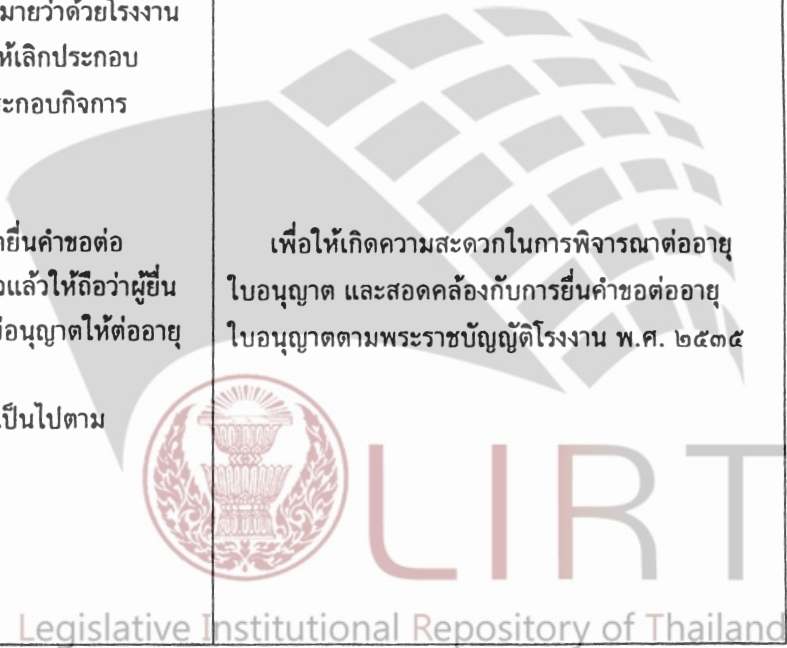 มายว่าด้วยโรงงาน
ห้เลิกประกอบ
ระกอบกิจการ
ยื่นคำขอต่อ
แล้วให้ถือว่าผู้ยื่น
อนุญาตให้ต่ออายุ
เป็นไปตาม
เพื่อให้เกิดความสะดวกในการพิจารณาต่ออายุ
ใบอนุญาต และสอดคล้องกับการยื่นคำขอต่ออายุ
ใบอนุญาตตามพระราชบัญญัติโรงงาน พ.ศ. ๒๕๓๕
LIRT
Legislative Institutional Repository of Thailand